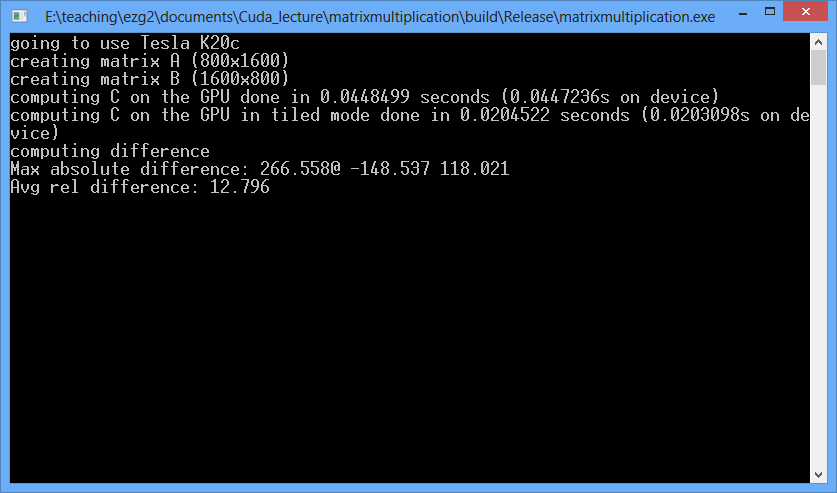 E:\teaching\ezg2\documents\Cuda_lecture\matrixmultiplication\build\Release\matrixmultiplication.exe
going to use Tesla K20c
creating matrix A (800x1600)
creating matrix B (1600x800)
computing C on the GPU done in 0.0448499 seconds (0.0447236s on device)
computing C on the GPU in tiled mode done in 0.0204522 seconds (0.0203098s on de
vice)
computing difference
Max absolute difference: 266.558@ -148.537 118.021
Avg rel difference: 12.796